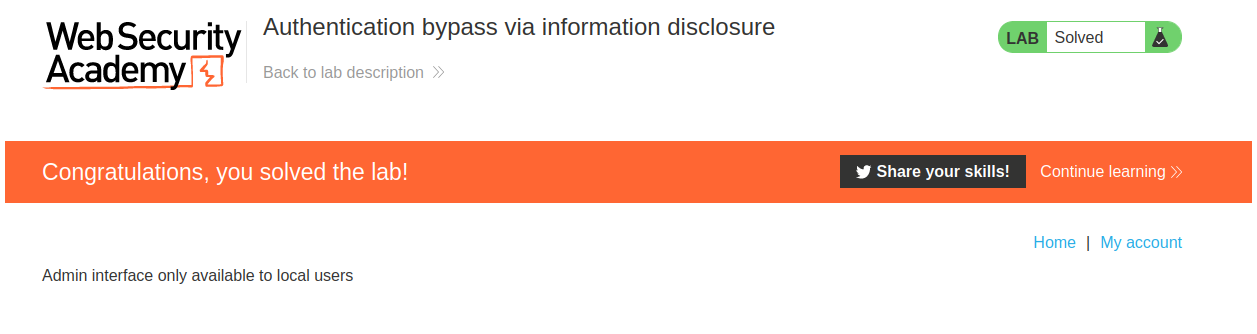 Web Security
Academy
Authentication bypass via information disclosure
Back to lab description
LAB Solved
Congratulations, you solved the lab!
Share your skills!
Continue learning
Home | My account
Admin interface only available to local users